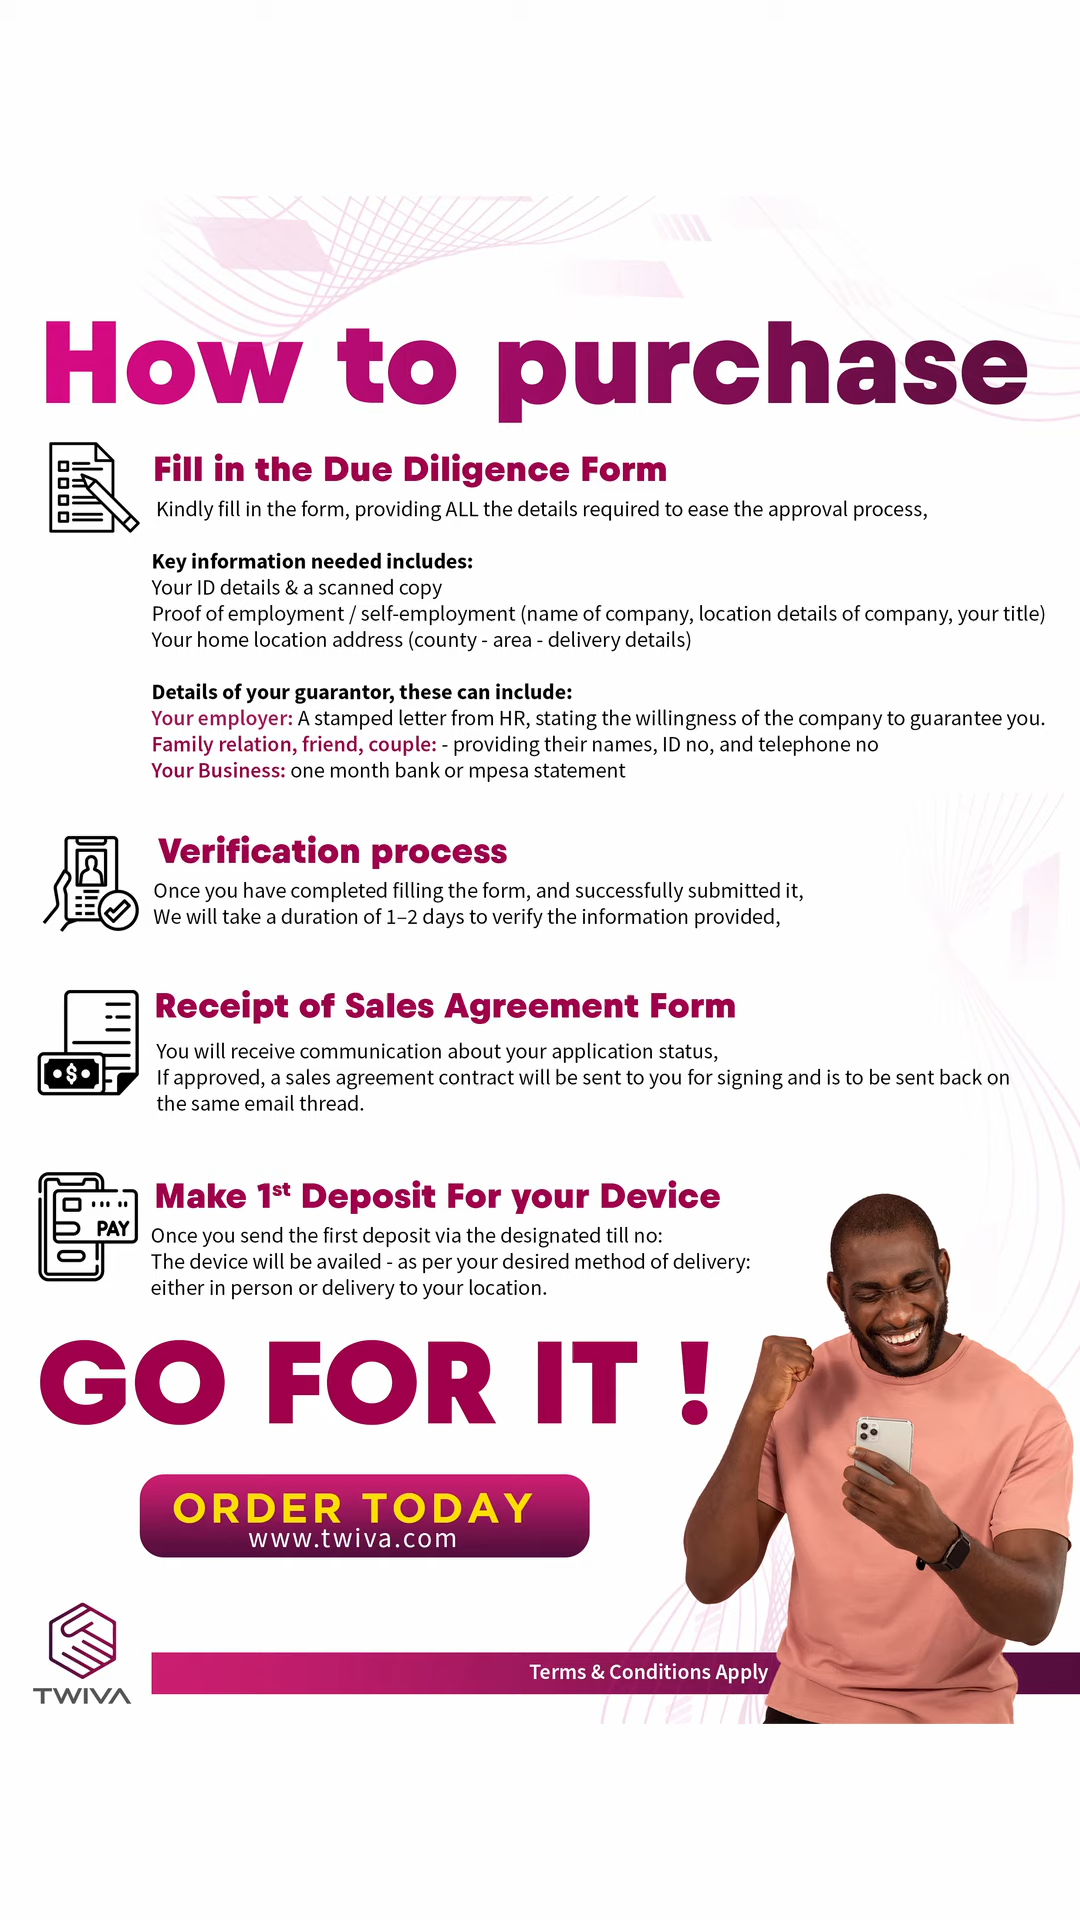 How to purchase
Fill in the Due Diligence Form
Kindly fill in the form, providing ALL the details required to ease the approval process,
Key information needed includes:
Your ID details & a scanned copy
Proof of employment / self-employment (name of company, location details of company, your title)
Your home location address (county - area - delivery details)
Details of your guarantor, these can include:
Your employer: A stamped letter from HR, stating the willingness of the company to guarantee you.
Family relation, friend, couple: - providing their names, ID no, and telephone no
Your Business: one month bank or mpesa statement
Verification process
Once you have completed filling the form, and successfully submitted it,
We will take a duration of 1–2 days to verify the information provided,
Receipt of Sales Agreement Form
You will receive communication about your application status,
If approved, a sales agreement contract will be sent to you for signing and is to be sent back on
the same email thread.
$
Make 1st Deposit For your Device
PAY
Once you send the first deposit via the designated till no:
The device will be availed - as per your desired method of delivery:
either in person or delivery to your location.
GO FOR IT !
ORDER TODAY
www.twiva.com
Terms & Conditions Apply
TWIVA